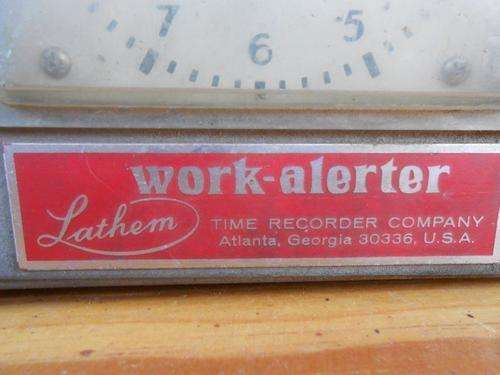 7 6 5
work-alerter
Lathem
TIME RECORDER COMPANY
Atlanta, Georgia 30336, U.S.A.